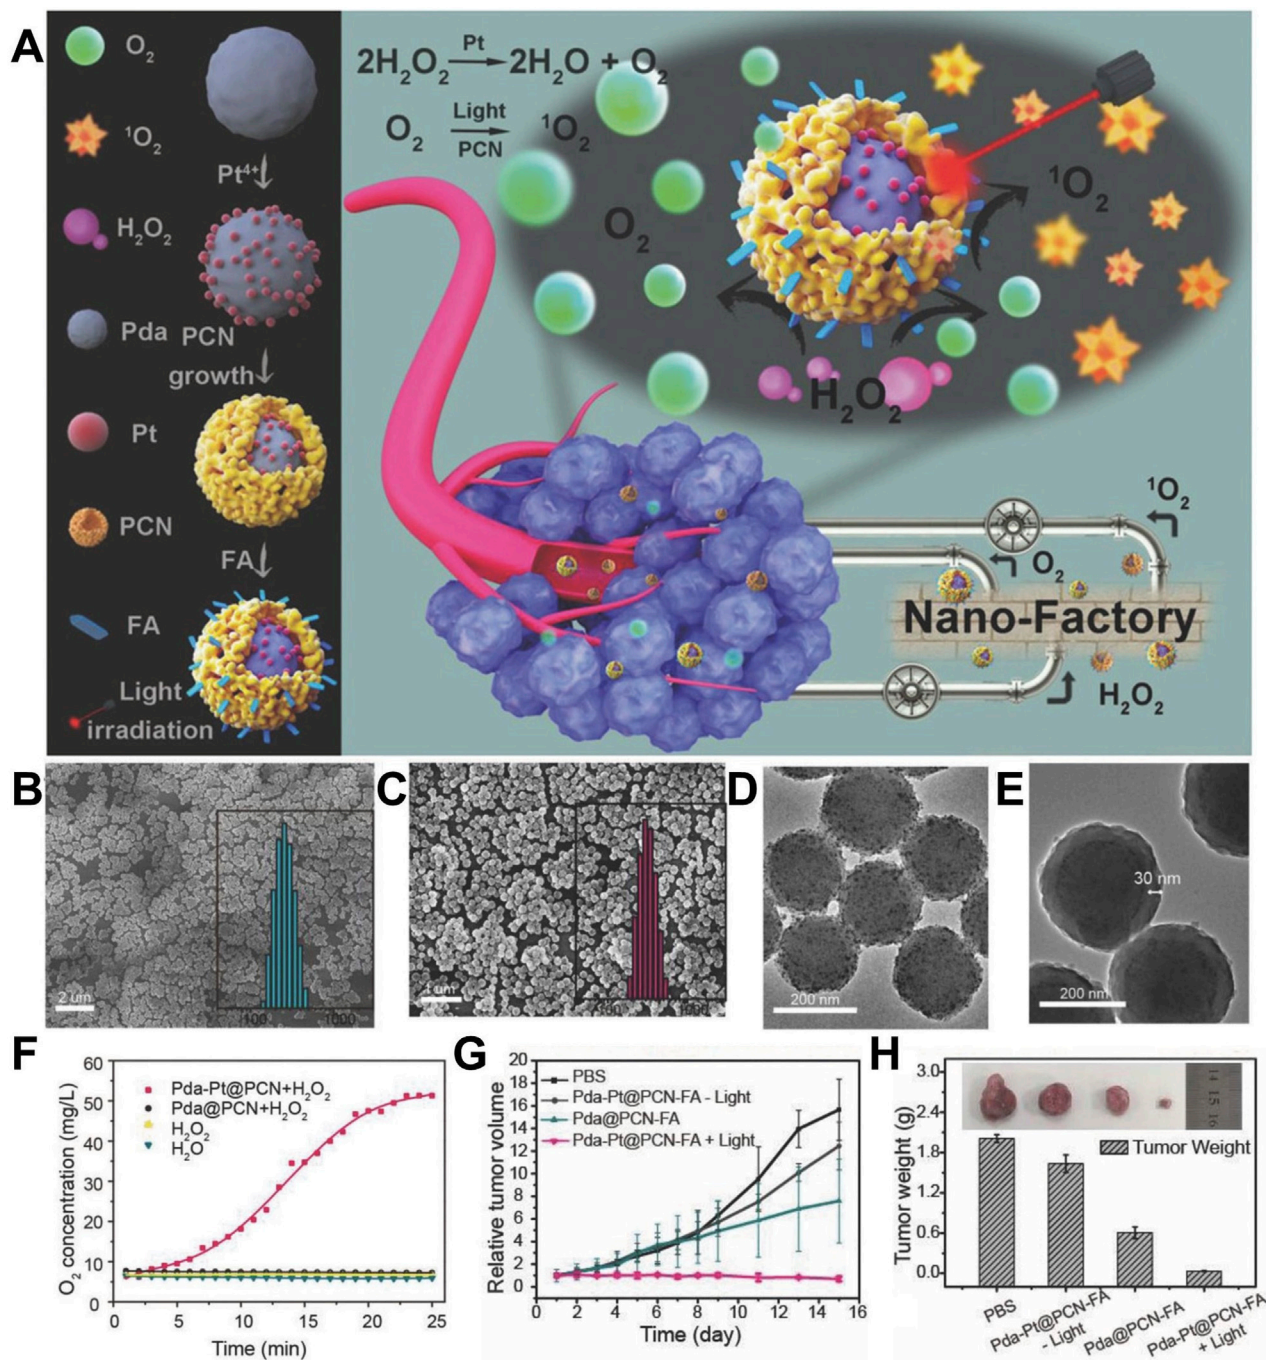 A
O2
1O2
H2O2
Pda
Pt
PCN
FA
Light
irradiation
Pt4+
PCN
growth
FA
2H2O2 Pt 2H2O + O2
O2 Light PCN 1O2
O2
1O2
H2O2
1O2
O2
Nano-Factory
H2O2
B
2 um
100 1000
C
1 um
100 1000
D
200 nm
E
30 nm
200 nm
F
O2 concentration (mg/L)
60
50
40
30
20
10
0
Pda-Pt@PCN+H2O2
Pda@PCN+H2O2
H2O2
H2O
0 5 10 15 20 25
Time (min)
G
Relative tumor volume
20
18
16
14
12
10
8
6
4
2
0
PBS
Pda-Pt@PCN-FA - Light
Pda@PCN-FA
Pda-Pt@PCN-FA + Light
0 2 4 6 8 10 12 14 16
Time (day)
H
Tumor weight (g)
3.0
2.4
1.8
1.2
0.6
0.0
14 15 16
Tumor Weight
PBS
Pda-Pt@PCN-FA
- Light
Pda@PCN-FA
Pda-Pt@PCN-FA
+ Light